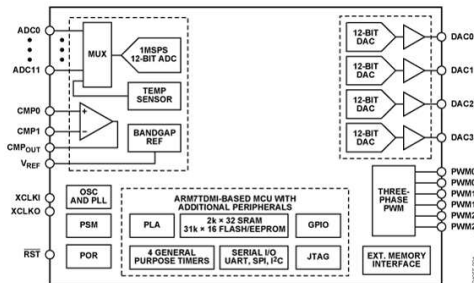 ADC0
ADC11
MUX
1MSPS
12-BIT ADC
TEMP
SENSOR
CMP0
CMP1
CMPOUT
VREF
BANDGAP
REF
12-BIT
DAC
DAC0
12-BIT
DAC
DAC1
12-BIT
DAC
DAC2
12-BIT
DAC
DAC3
XCLKI
XCLKO
RST
OSC
AND PLL
PSM
POR
ARM7TDMI-BASED MCU WITH
ADDITIONAL PERIPHERALS
PLA
2k × 32 SRAM
31k × 16 FLASH/EEPROM
GPIO
4 GENERAL
PURPOSE TIMERS
SERIAL I/O
UART, SPI, I2C
JTAG
THREE-
PHASE
PWM
PWM0
PWM0
PWM1
PWM1
PWM2
PWM2
EXT. MEMORY
INTERFACE